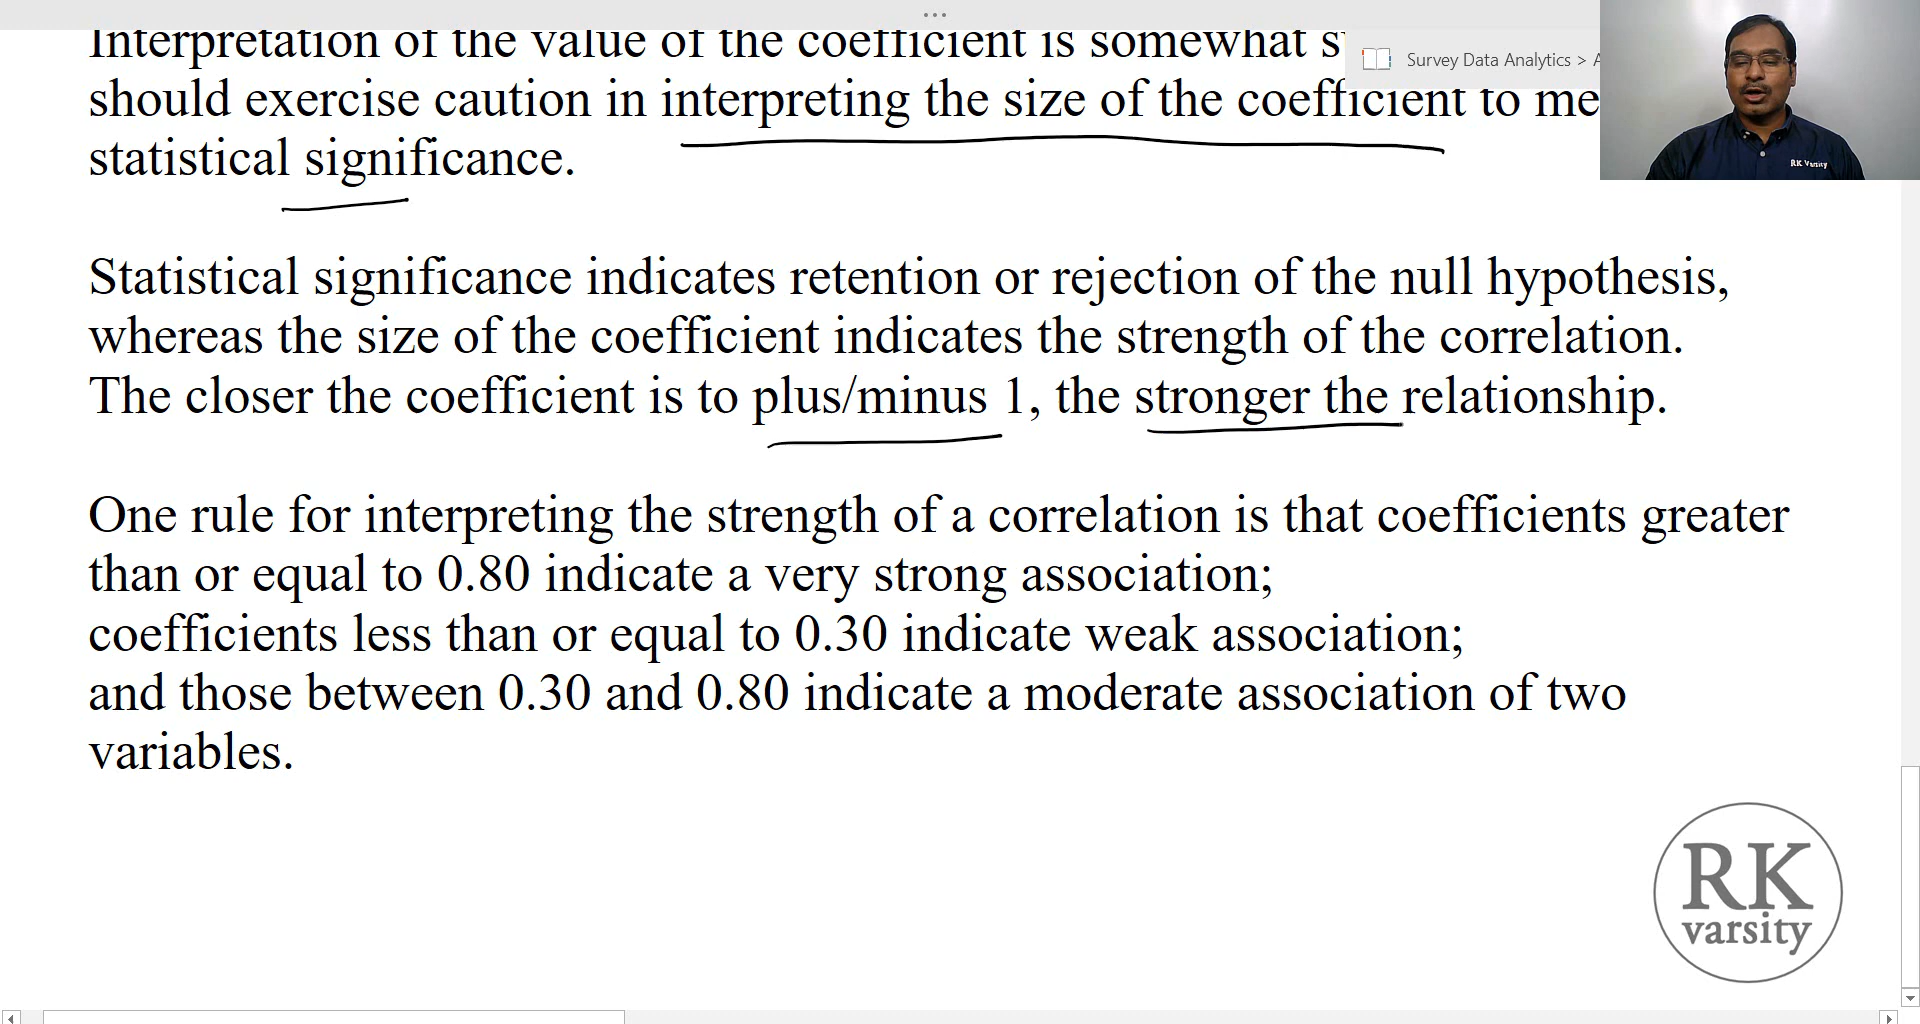 Interpretation of the value of the coefficient is somewhat
Survey Data Analytics >
should exercise caution in interpreting the size of the coefficient to
statistical significance.
RK Varsity
Statistical significance indicates retention or rejection of the null hypothesis,
whereas the size of the coefficient indicates the strength of the correlation.
The closer the coefficient is to plus/minus 1, the stronger the relationship.
One rule for interpreting the strength of a correlation is that coefficients greater
than or equal to 0.80 indicate a very strong association;
coefficients less than or equal to 0.30 indicate weak association;
and those between 0.30 and 0.80 indicate a moderate association of two
variables.
RK
varsity